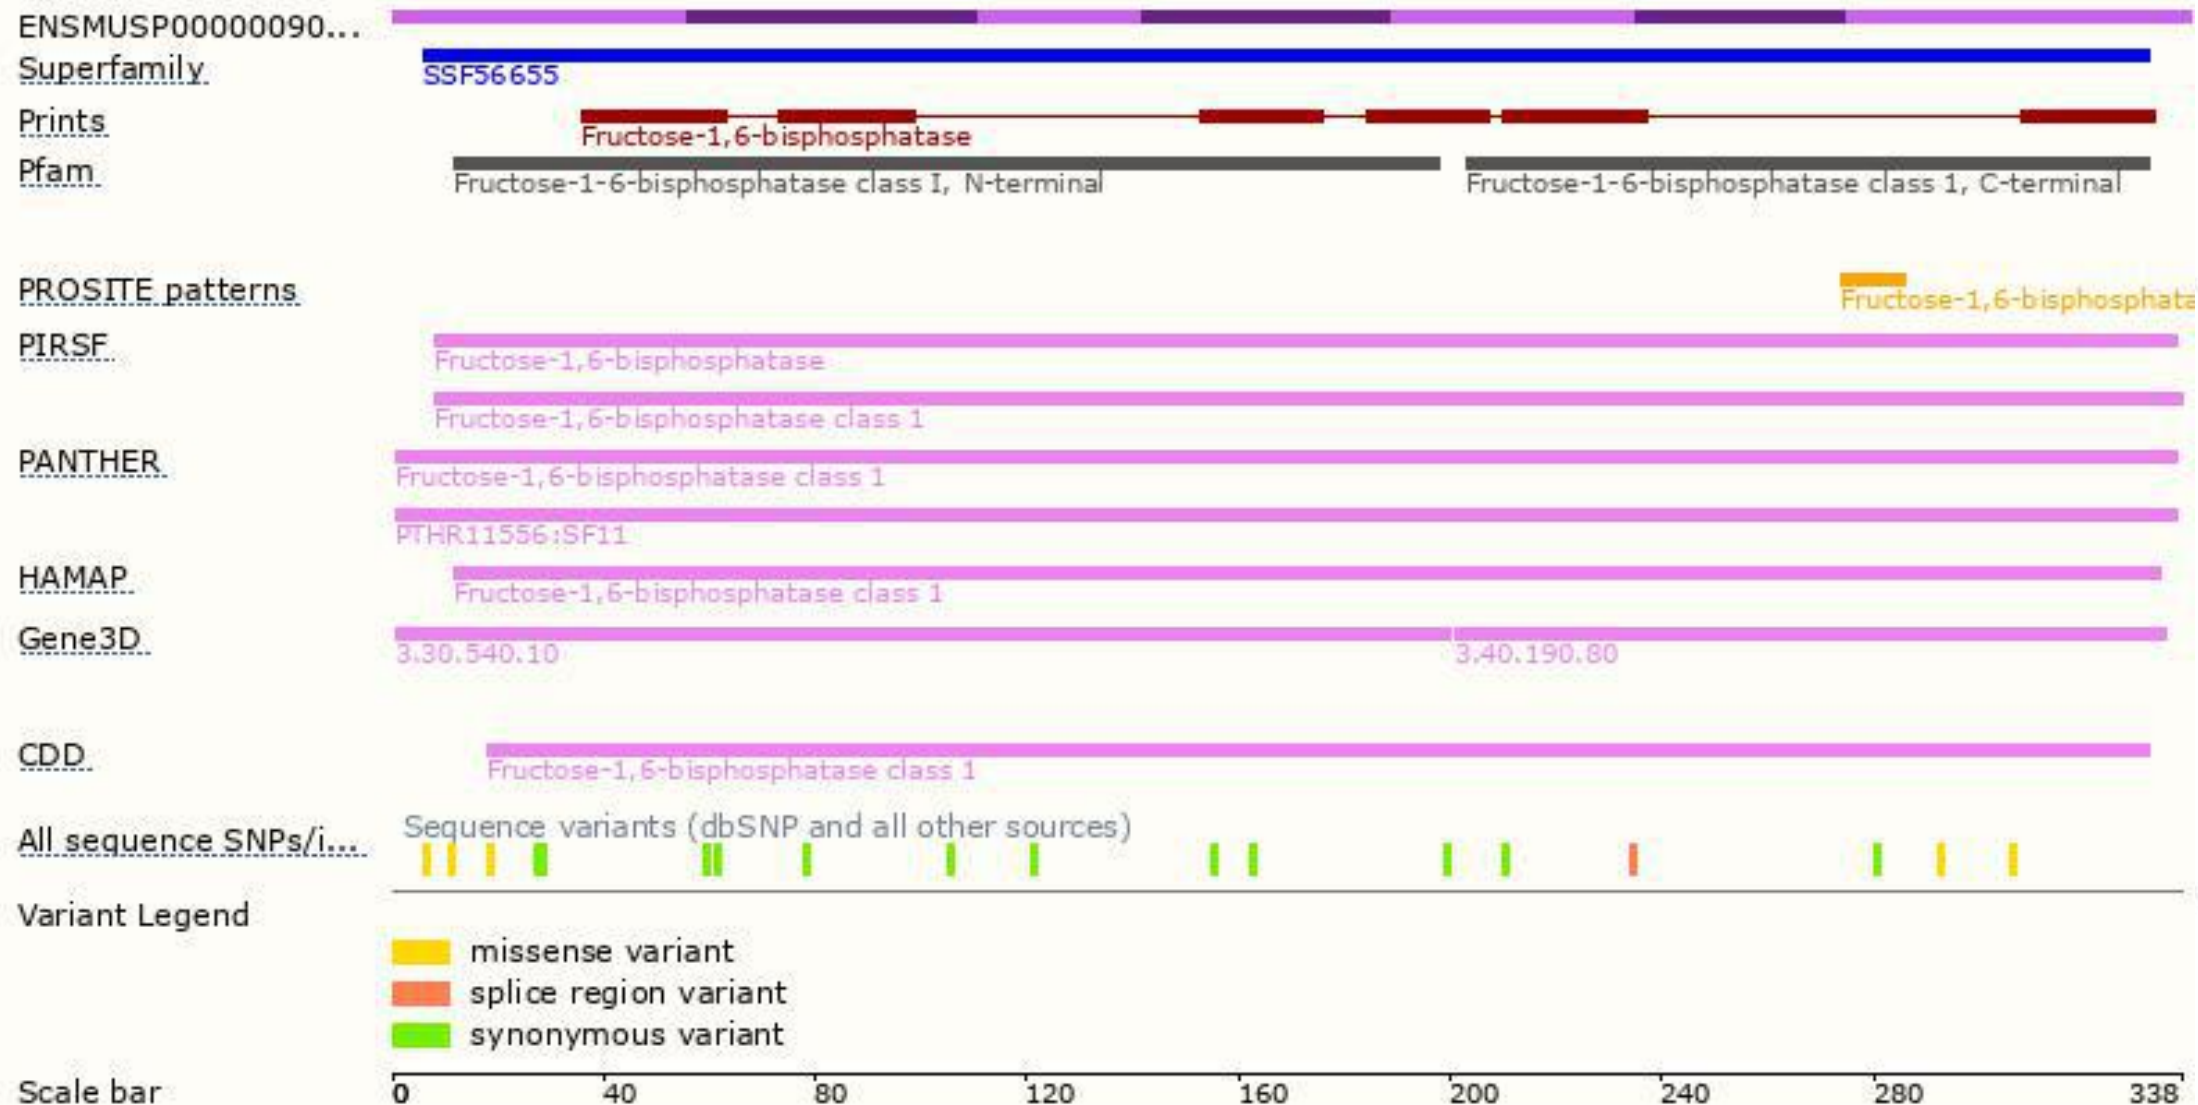 ENSMUSP00000090...
Superfamily
SSF56655
Prints
Fructose-1,6-bisphosphatase
Pfam
Fructose-1-6-bisphosphatase class I, N-terminal
Fructose-1-6-bisphosphatase class 1, C-terminal
PROSITE patterns
Fructose-1,6-bisphosphata
PIRSF
Fructose-1,6-bisphosphatase
Fructose-1,6-bisphosphatase class 1
PANTHER
Fructose-1,6-bisphosphatase class 1
PTHR11556:SF11
HAMAP
Fructose-1,6-bisphosphatase class 1
Gene3D
3.30.540.10
3.40.190.80
CDD
Fructose-1,6-bisphosphatase class 1
Sequence variants (dbSNP and all other sources)
All sequence SNPs/i...
Variant Legend
missense variant
splice region variant
synonymous variant
Scale bar
0 40 80 120 160 200 240 280 338